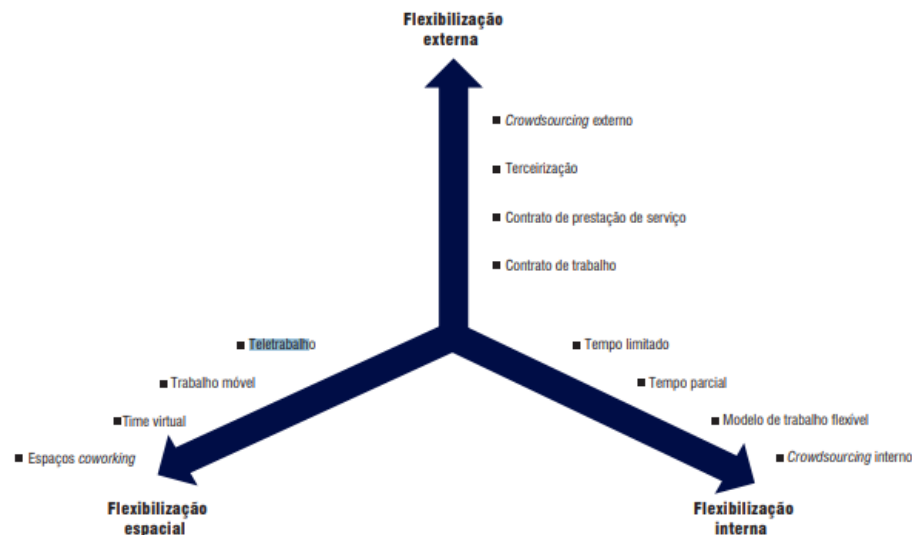 Flexibilização
externa
■ Crowdsourcing externo
■ Terceirização
■ Contrato de prestação de serviço
■ Contrato de trabalho
■ Teletrabalho
■ Tempo limitado
■ Trabalho móvel
■ Tempo parcial
■ Time virtual
■ Modelo de trabalho flexível
■ Espaços coworking
■ Crowdsourcing interno
Flexibilização
espacial
Flexibilização
interna